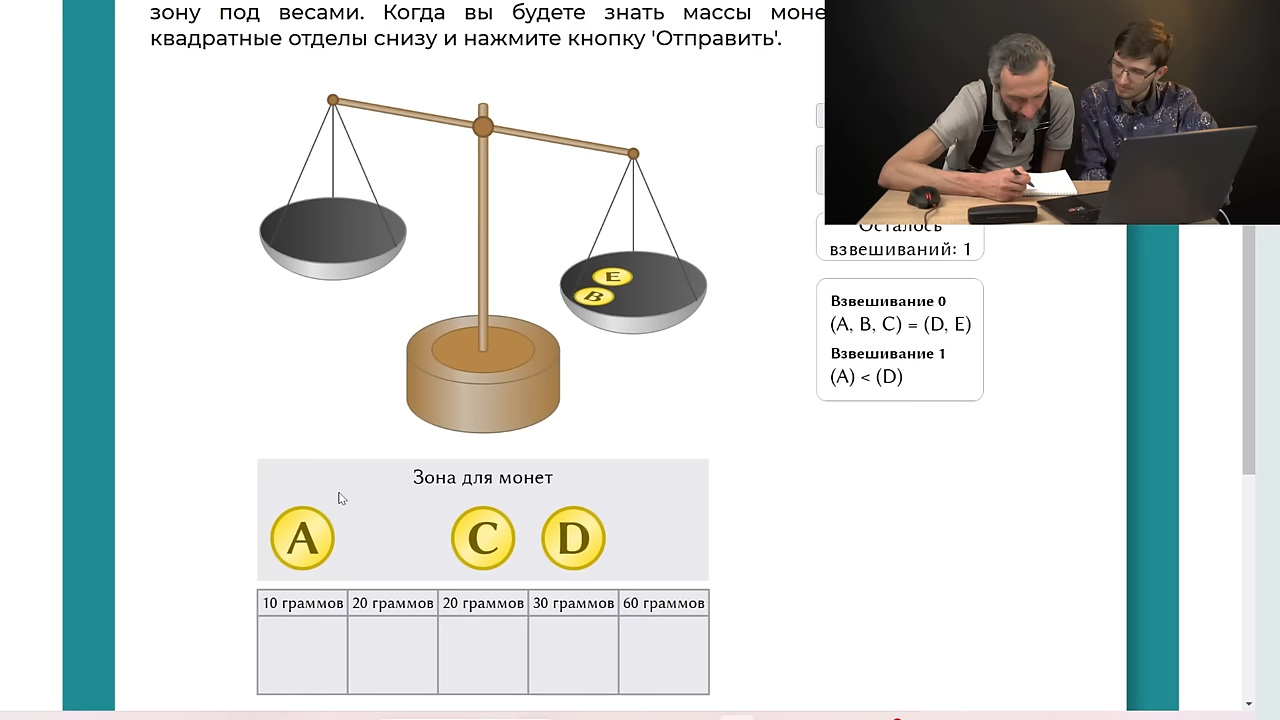 зону под весами. Когда вы будете знать массы моне
квадратные отделы снизу и нажмите кнопку 'Отправить'.
Осталось
взвешиваний: 1
Взвешивание 0
(A, B, C) = (D, E)
Взвешивание 1
(A) < (D)
E
B
Зона для монет
A C D
10 граммов 20 граммов 20 граммов 30 граммов 60 граммов